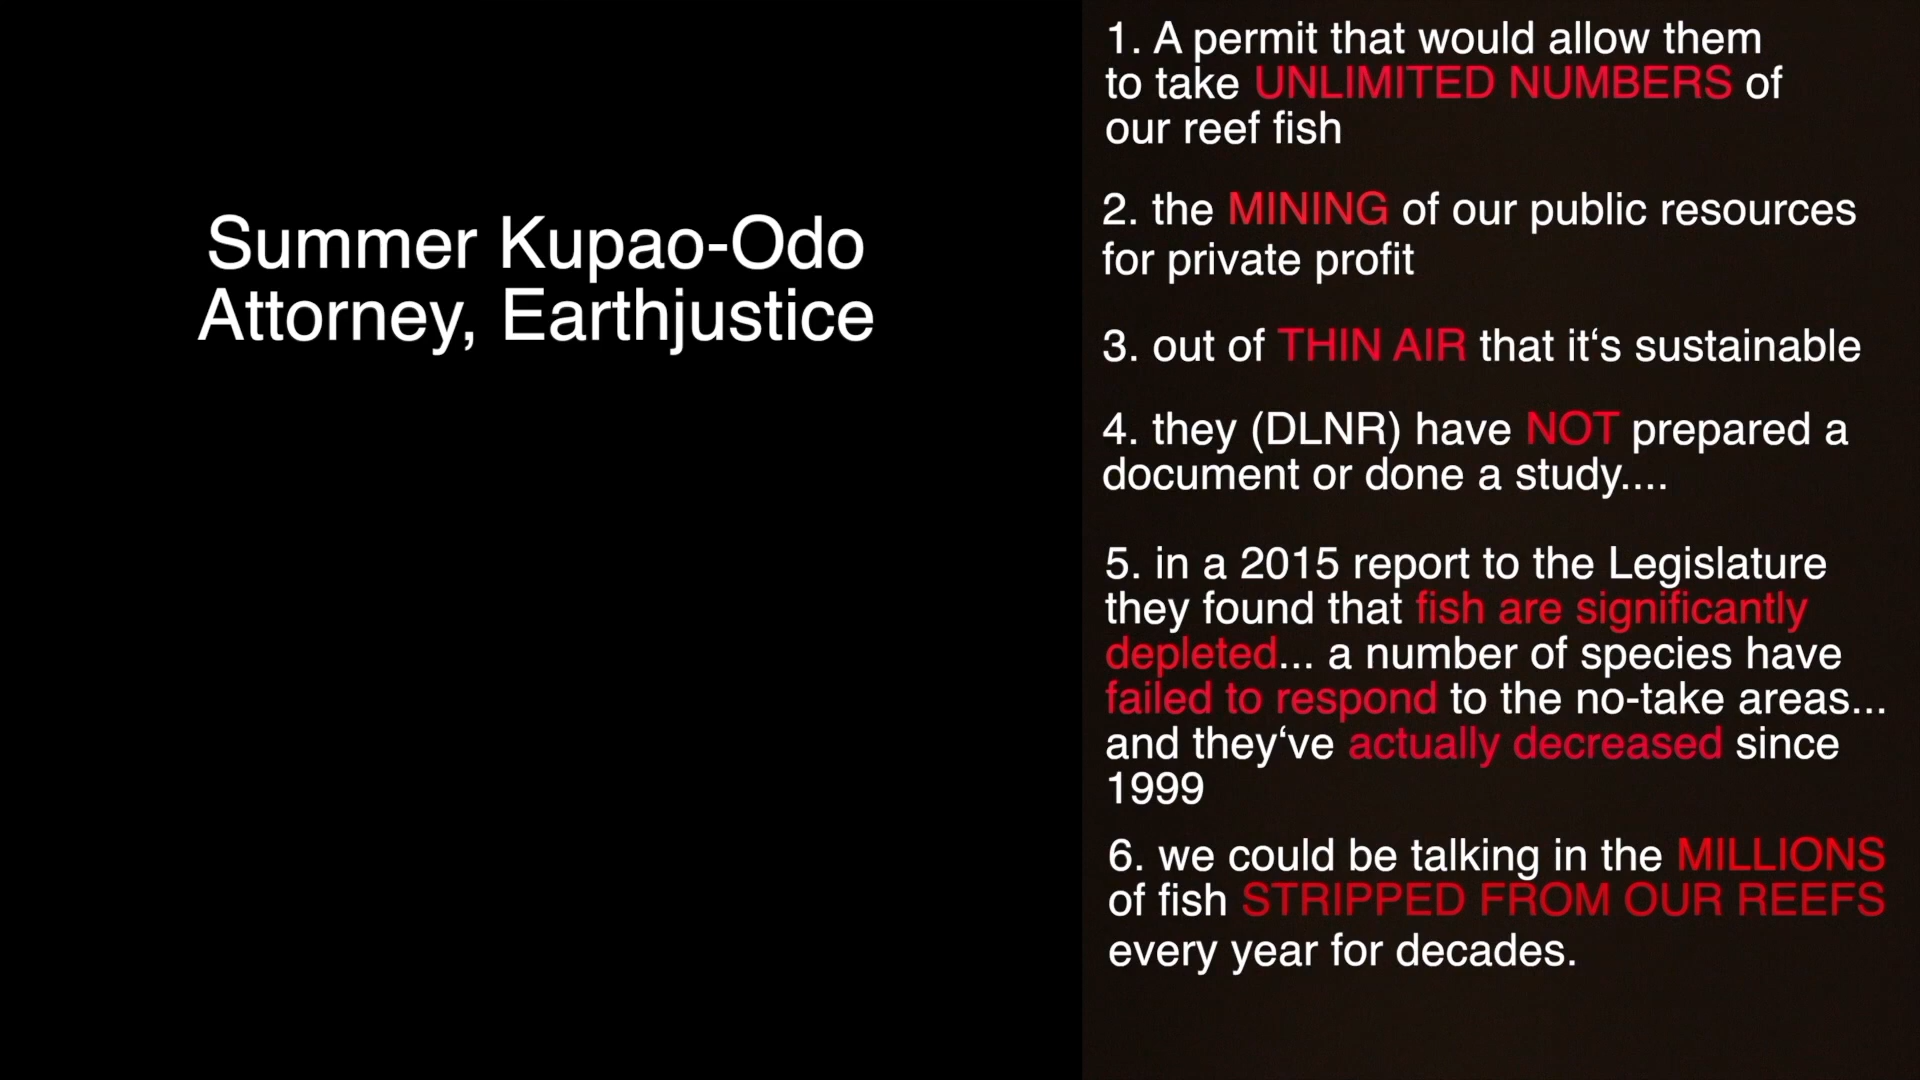 Summer Kupao-Odo
Attorney, Earthjustice
1. A permit that would allow them
to take UNLIMITED NUMBERS of
our reef fish
2. the MINING of our public resources
for private profit
3. out of THIN AIR that it‘s sustainable
4. they (DLNR) have NOT prepared a
document or done a study....
5. in a 2015 report to the Legislature
they found that fish are significantly
depleted... a number of species have
failed to respond to the no-take areas...
and they‘ve actually decreased since
1999
6. we could be talking in the MILLIONS
of fish STRIPPED FROM OUR REEFS
every year for decades.